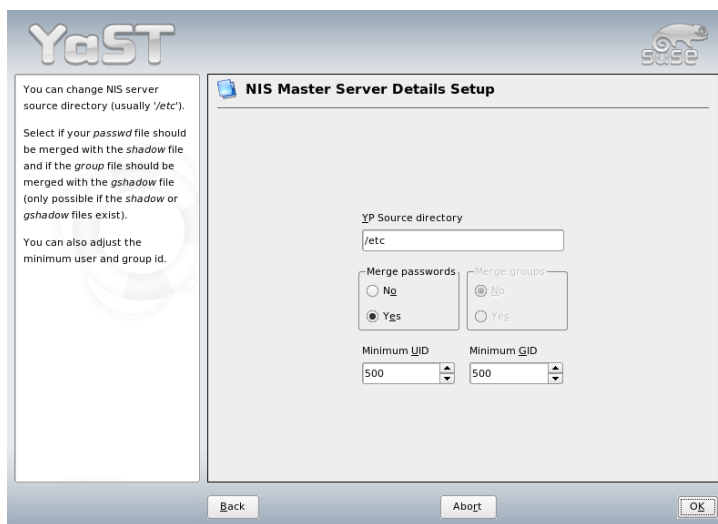 YaST
SUSE
You can change NIS server
source directory (usually '/etc').
Select if your passwd file should
be merged with the shadow file
and if the group file should be
merged with the gshadow file
(only possible if the shadow or
gshadow files exist).
You can also adjust the
minimum user and group id.
NIS Master Server Details Setup
YP Source directory
/etc
Merge passwords
No
Yes
Merge groups
No
Yes
Minimum UID
500
Minimum GID
500
Back
Abort
OK